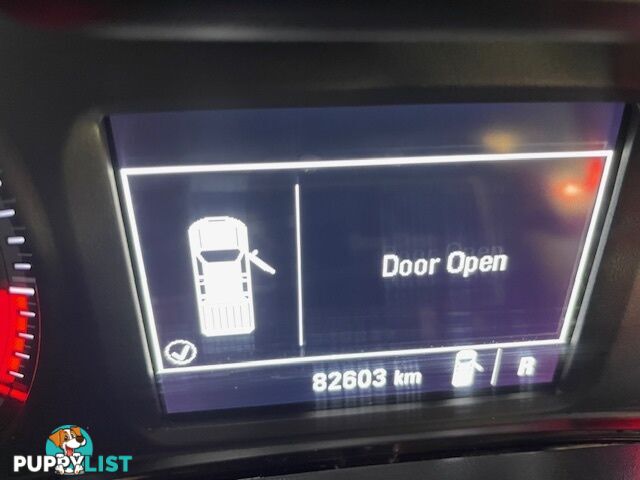 Door Open
82603 km
R
PUPPYLIST